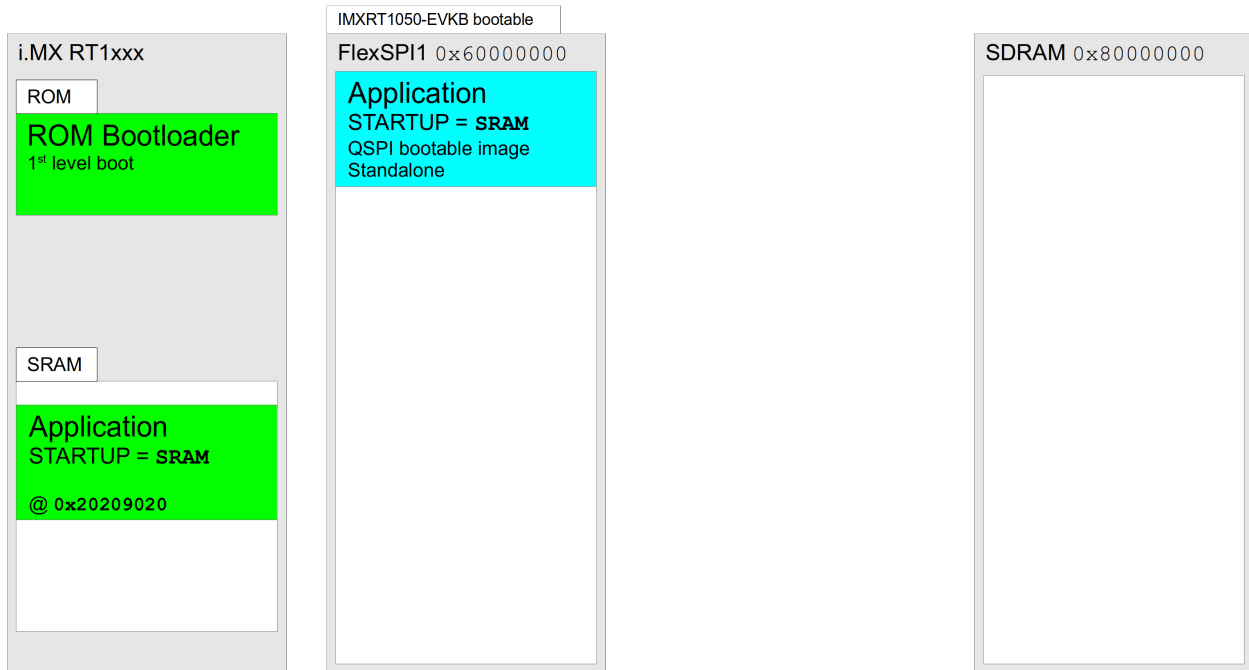 IMXRT1050-EVKB bootable
i.MX RT1xxx
FlexSPI1 0x60000000
SDRAM 0x80000000
ROM
ROM Bootloader
1st level boot
Application
STARTUP = SRAM
QSPI bootable image
Standalone
SRAM
Application
STARTUP = SRAM
@ 0x20209020